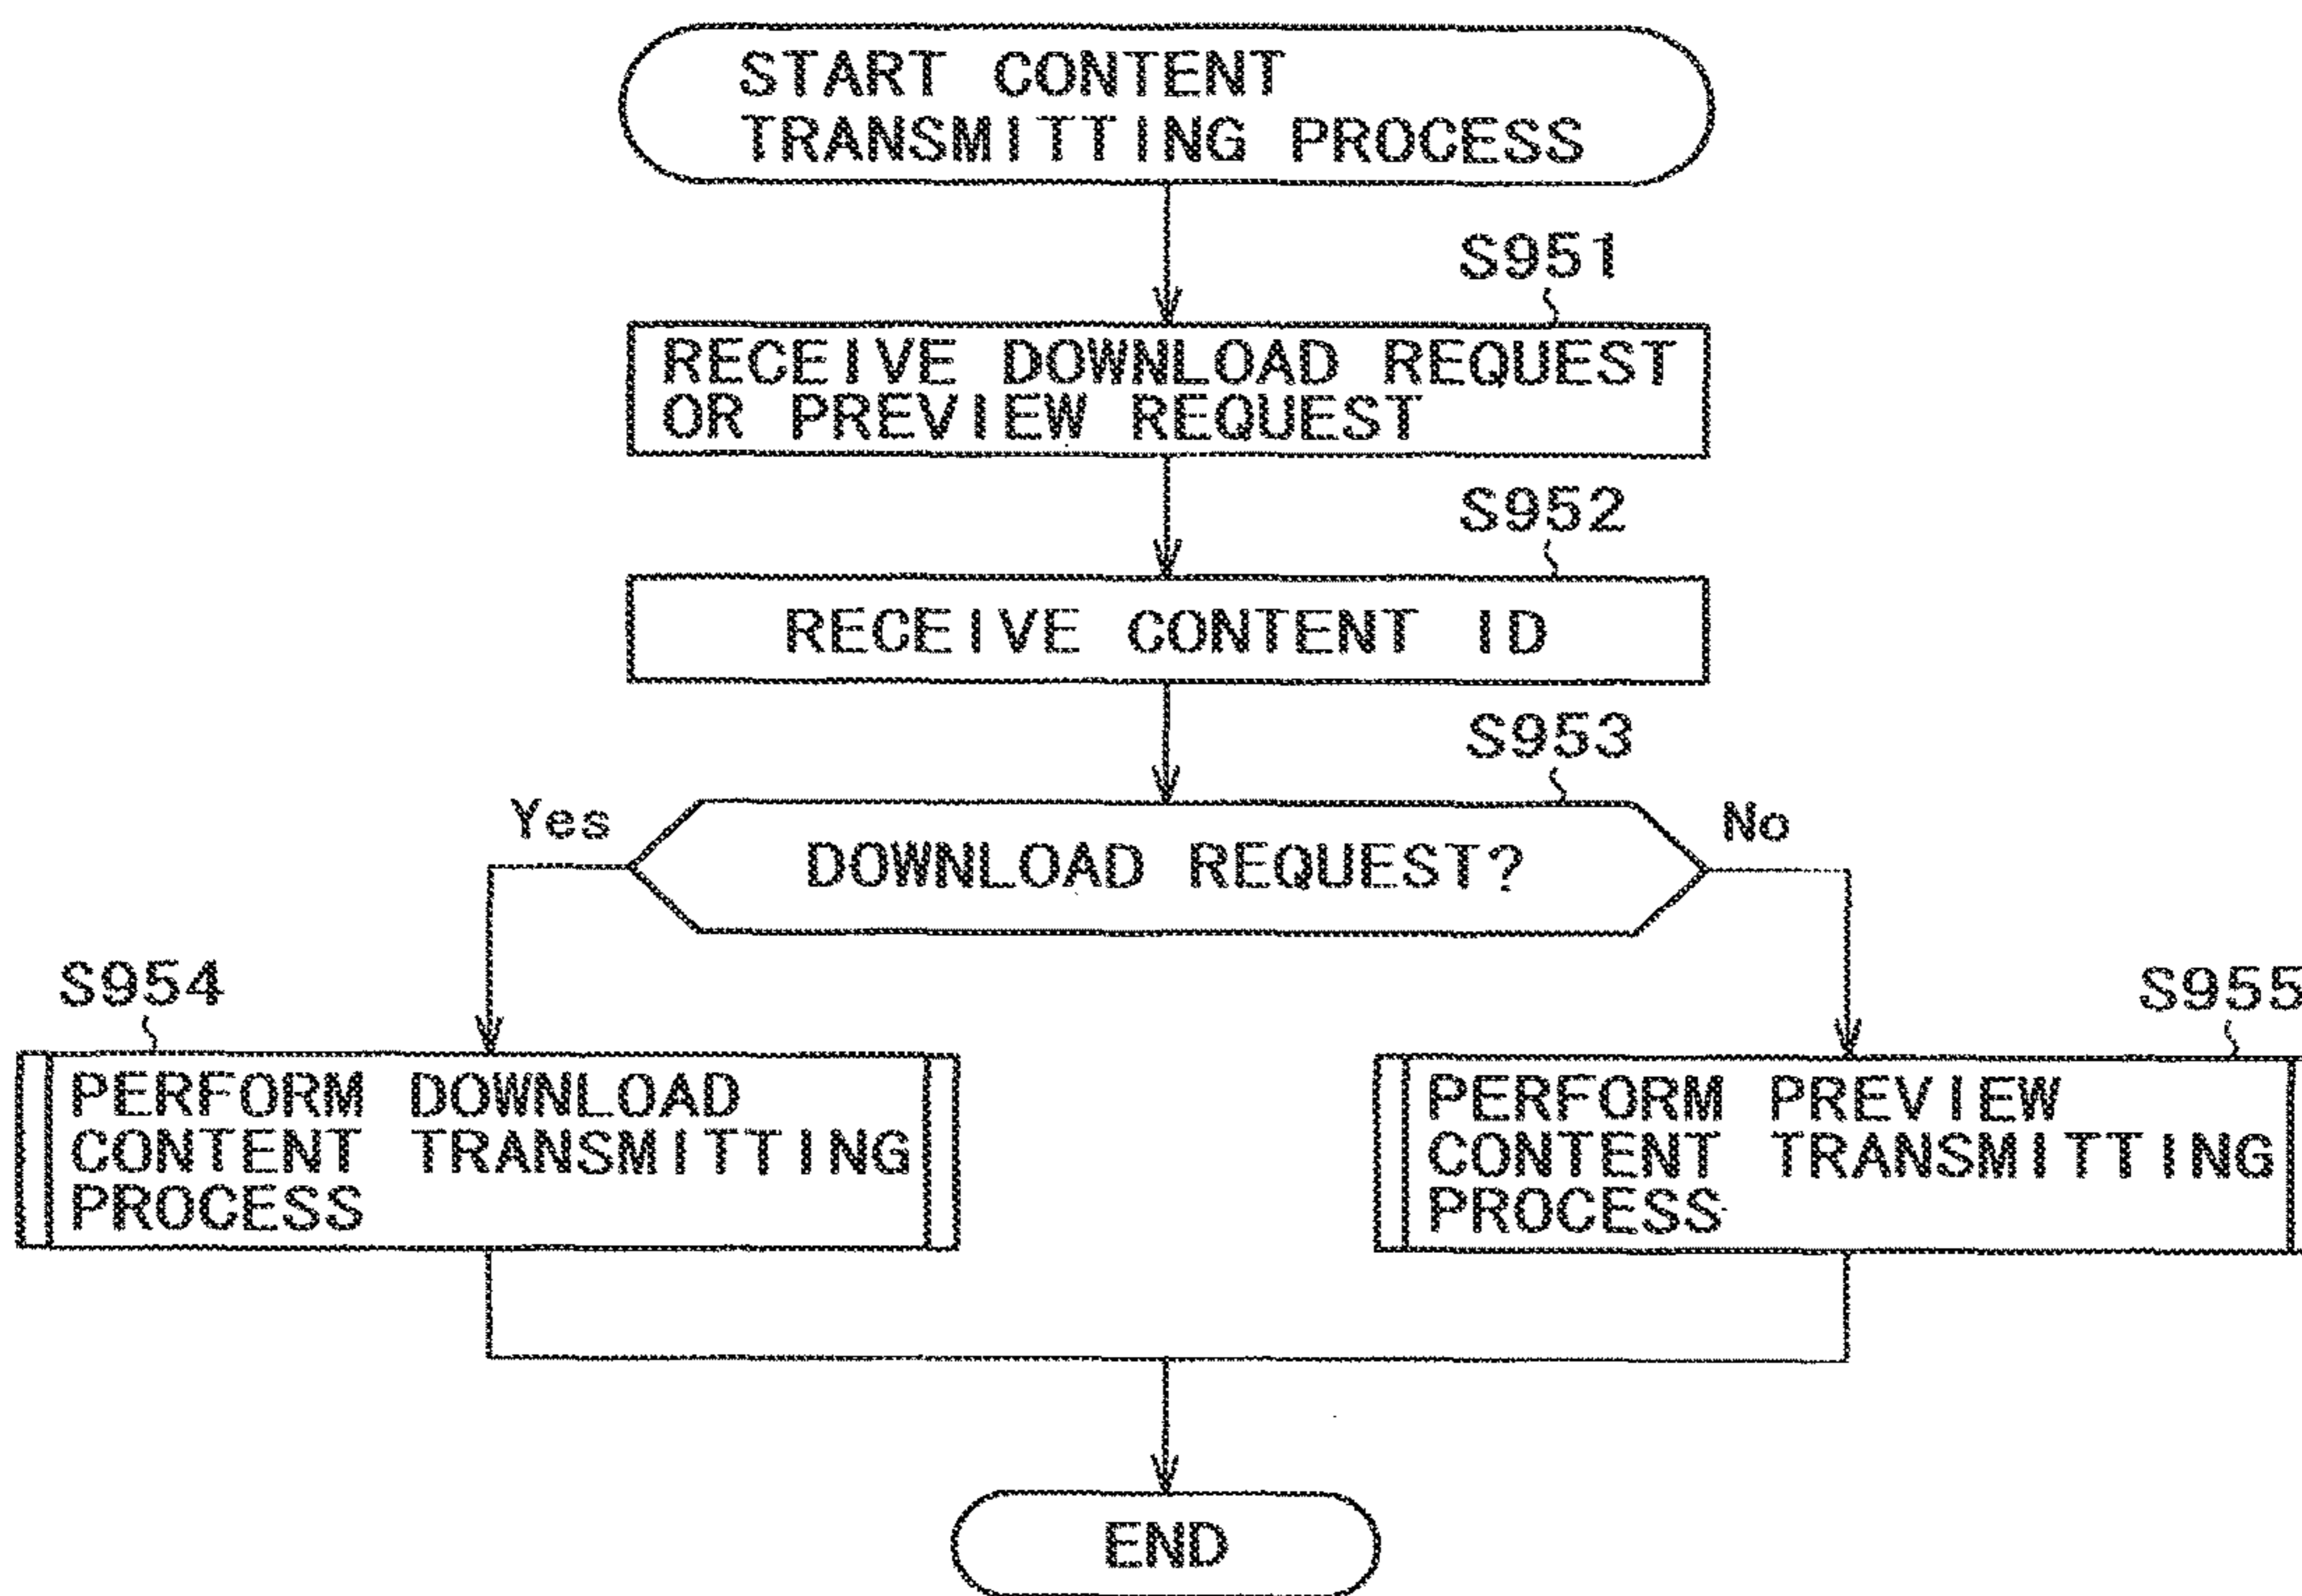 START CONTENT
TRANSMITTING PROCESS
S951
RECEIVE DOWNLOAD REQUEST
OR PREVIEW REQUEST
S952
RECEIVE CONTENT ID
S953
Yes
DOWNLOAD REQUEST?
No
S954
PERFORM DOWNLOAD
CONTENT TRANSMITTING
PROCESS
S955
PERFORM PREVIEW
CONTENT TRANSMITTING
PROCESS
END